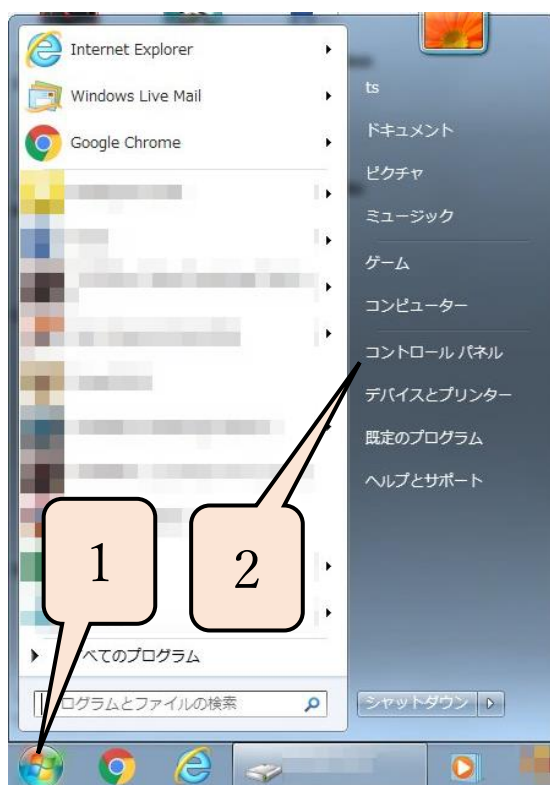 Internet Explorer
Windows Live Mail
Google Chrome
べてのプログラム
ログラムとファイルの検索
ts
ドキュメント
ピクチャ
ミュージック
ゲーム
コンピューター
コントロール パネル
デバイスとプリンター
既定のプログラム
ヘルプとサポート
シャットダウン
1
2